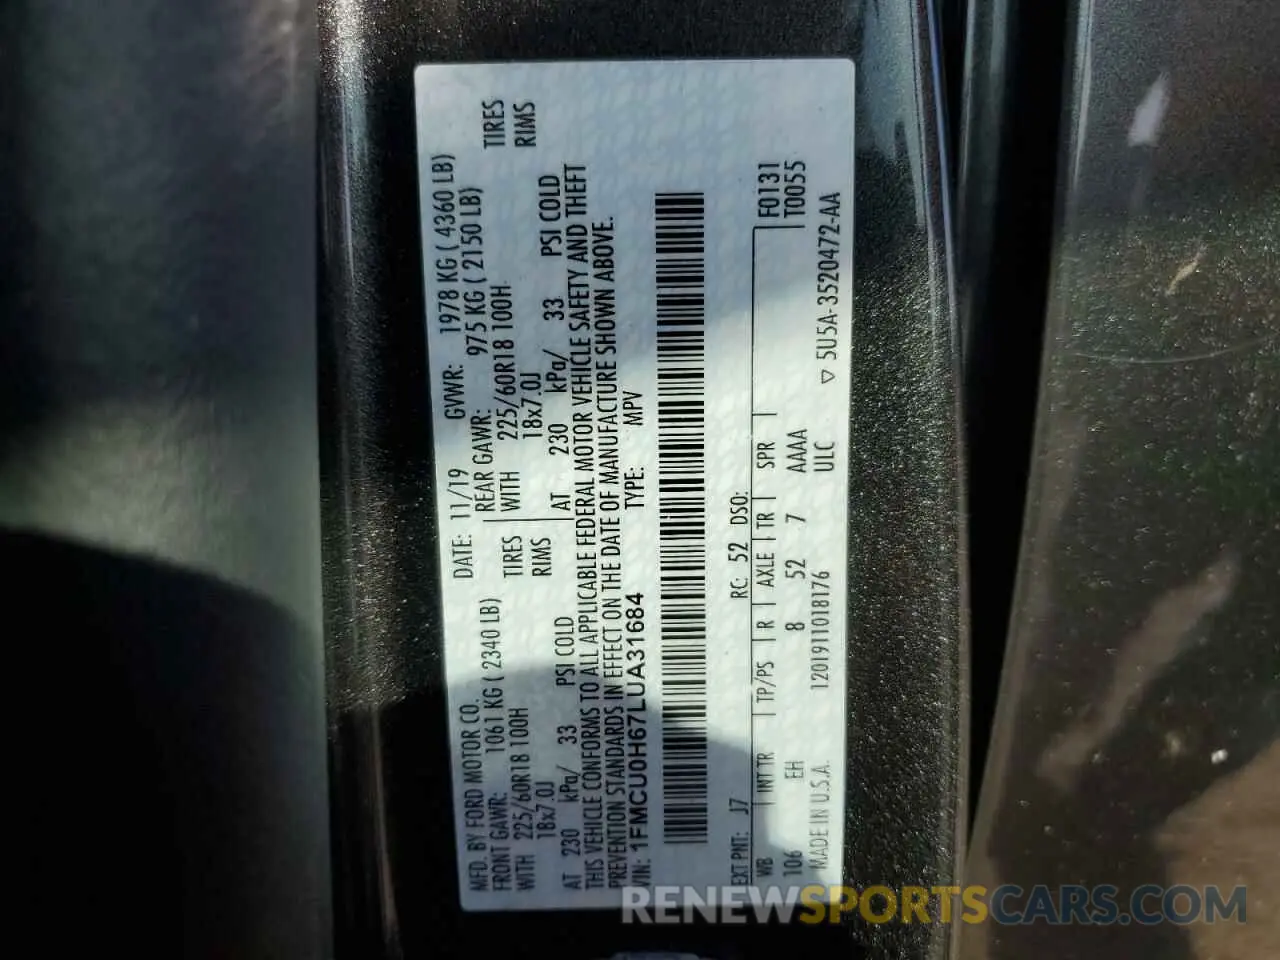 MFD. BY FORD MOTOR CO. DATE: 11/19 GVWR: 1978 KG ( 4360 LB)
FRONT GAWR: 1061 KG ( 2340 LB) REAR GAWR: 975 KG ( 2150 LB)
WITH 225/60R18 100H TIRES WITH 225/60R18 100H TIRES
18x7.0J RIMS 18x7.0J RIMS
AT 230 kPa/ 33 PSI COLD AT 230 kPa/ 33 PSI COLD
THIS VEHICLE CONFORMS TO ALL APPLICABLE FEDERAL MOTOR VEHICLE SAFETY AND THEFT
PREVENTION STANDARDS IN EFFECT ON THE DATE OF MANUFACTURE SHOWN ABOVE.
VIN: 1FMCU0H67LUA31684 TYPE: MPV
EXT PNT: J7 RC: 52 DSO:
WB INT TR TP/PS R AXLE TR SPR F0131
106 EH 8 52 7 AAAA T0055
MADE IN U.S.A. 1201911018176 ULC ▽ 5U5A-3520472-AA
RENEWSPORTSCARS.COM